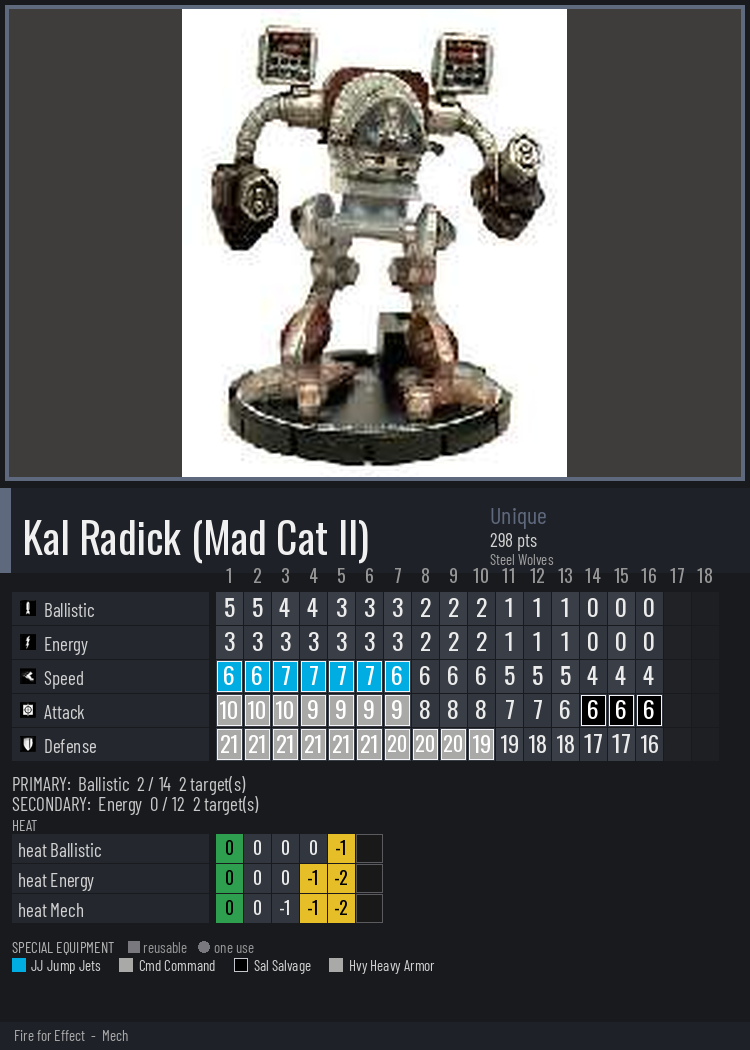 Kal Radick (Mad Cat II)
Unique
298 pts
Steel Wolves
1 2 3 4 5 6 7 8 9 10 11 12 13 14 15 16 17 18
Ballistic 5 5 4 4 3 3 3 2 2 2 1 1 1 0 0 0
Energy 3 3 3 3 3 3 3 2 2 2 1 1 1 0 0 0
Speed 6 6 7 7 7 7 6 6 6 6 5 5 5 4 4 4
Attack 10 10 10 9 9 9 9 8 8 8 7 7 6 6 6 6
Defense 21 21 21 21 21 21 20 20 20 19 19 18 18 17 17 16
PRIMARY: Ballistic 2 / 14 2 target(s)
SECONDARY: Energy 0 / 12 2 target(s)
HEAT
heat Ballistic 0 0 0 0 -1
heat Energy 0 0 0 -1 -2
heat Mech 0 0 -1 -1 -2
SPECIAL EQUIPMENT reusable one use
JJ Jump Jets Cmd Command Sal Salvage Hvy Heavy Armor
Fire for Effect - Mech